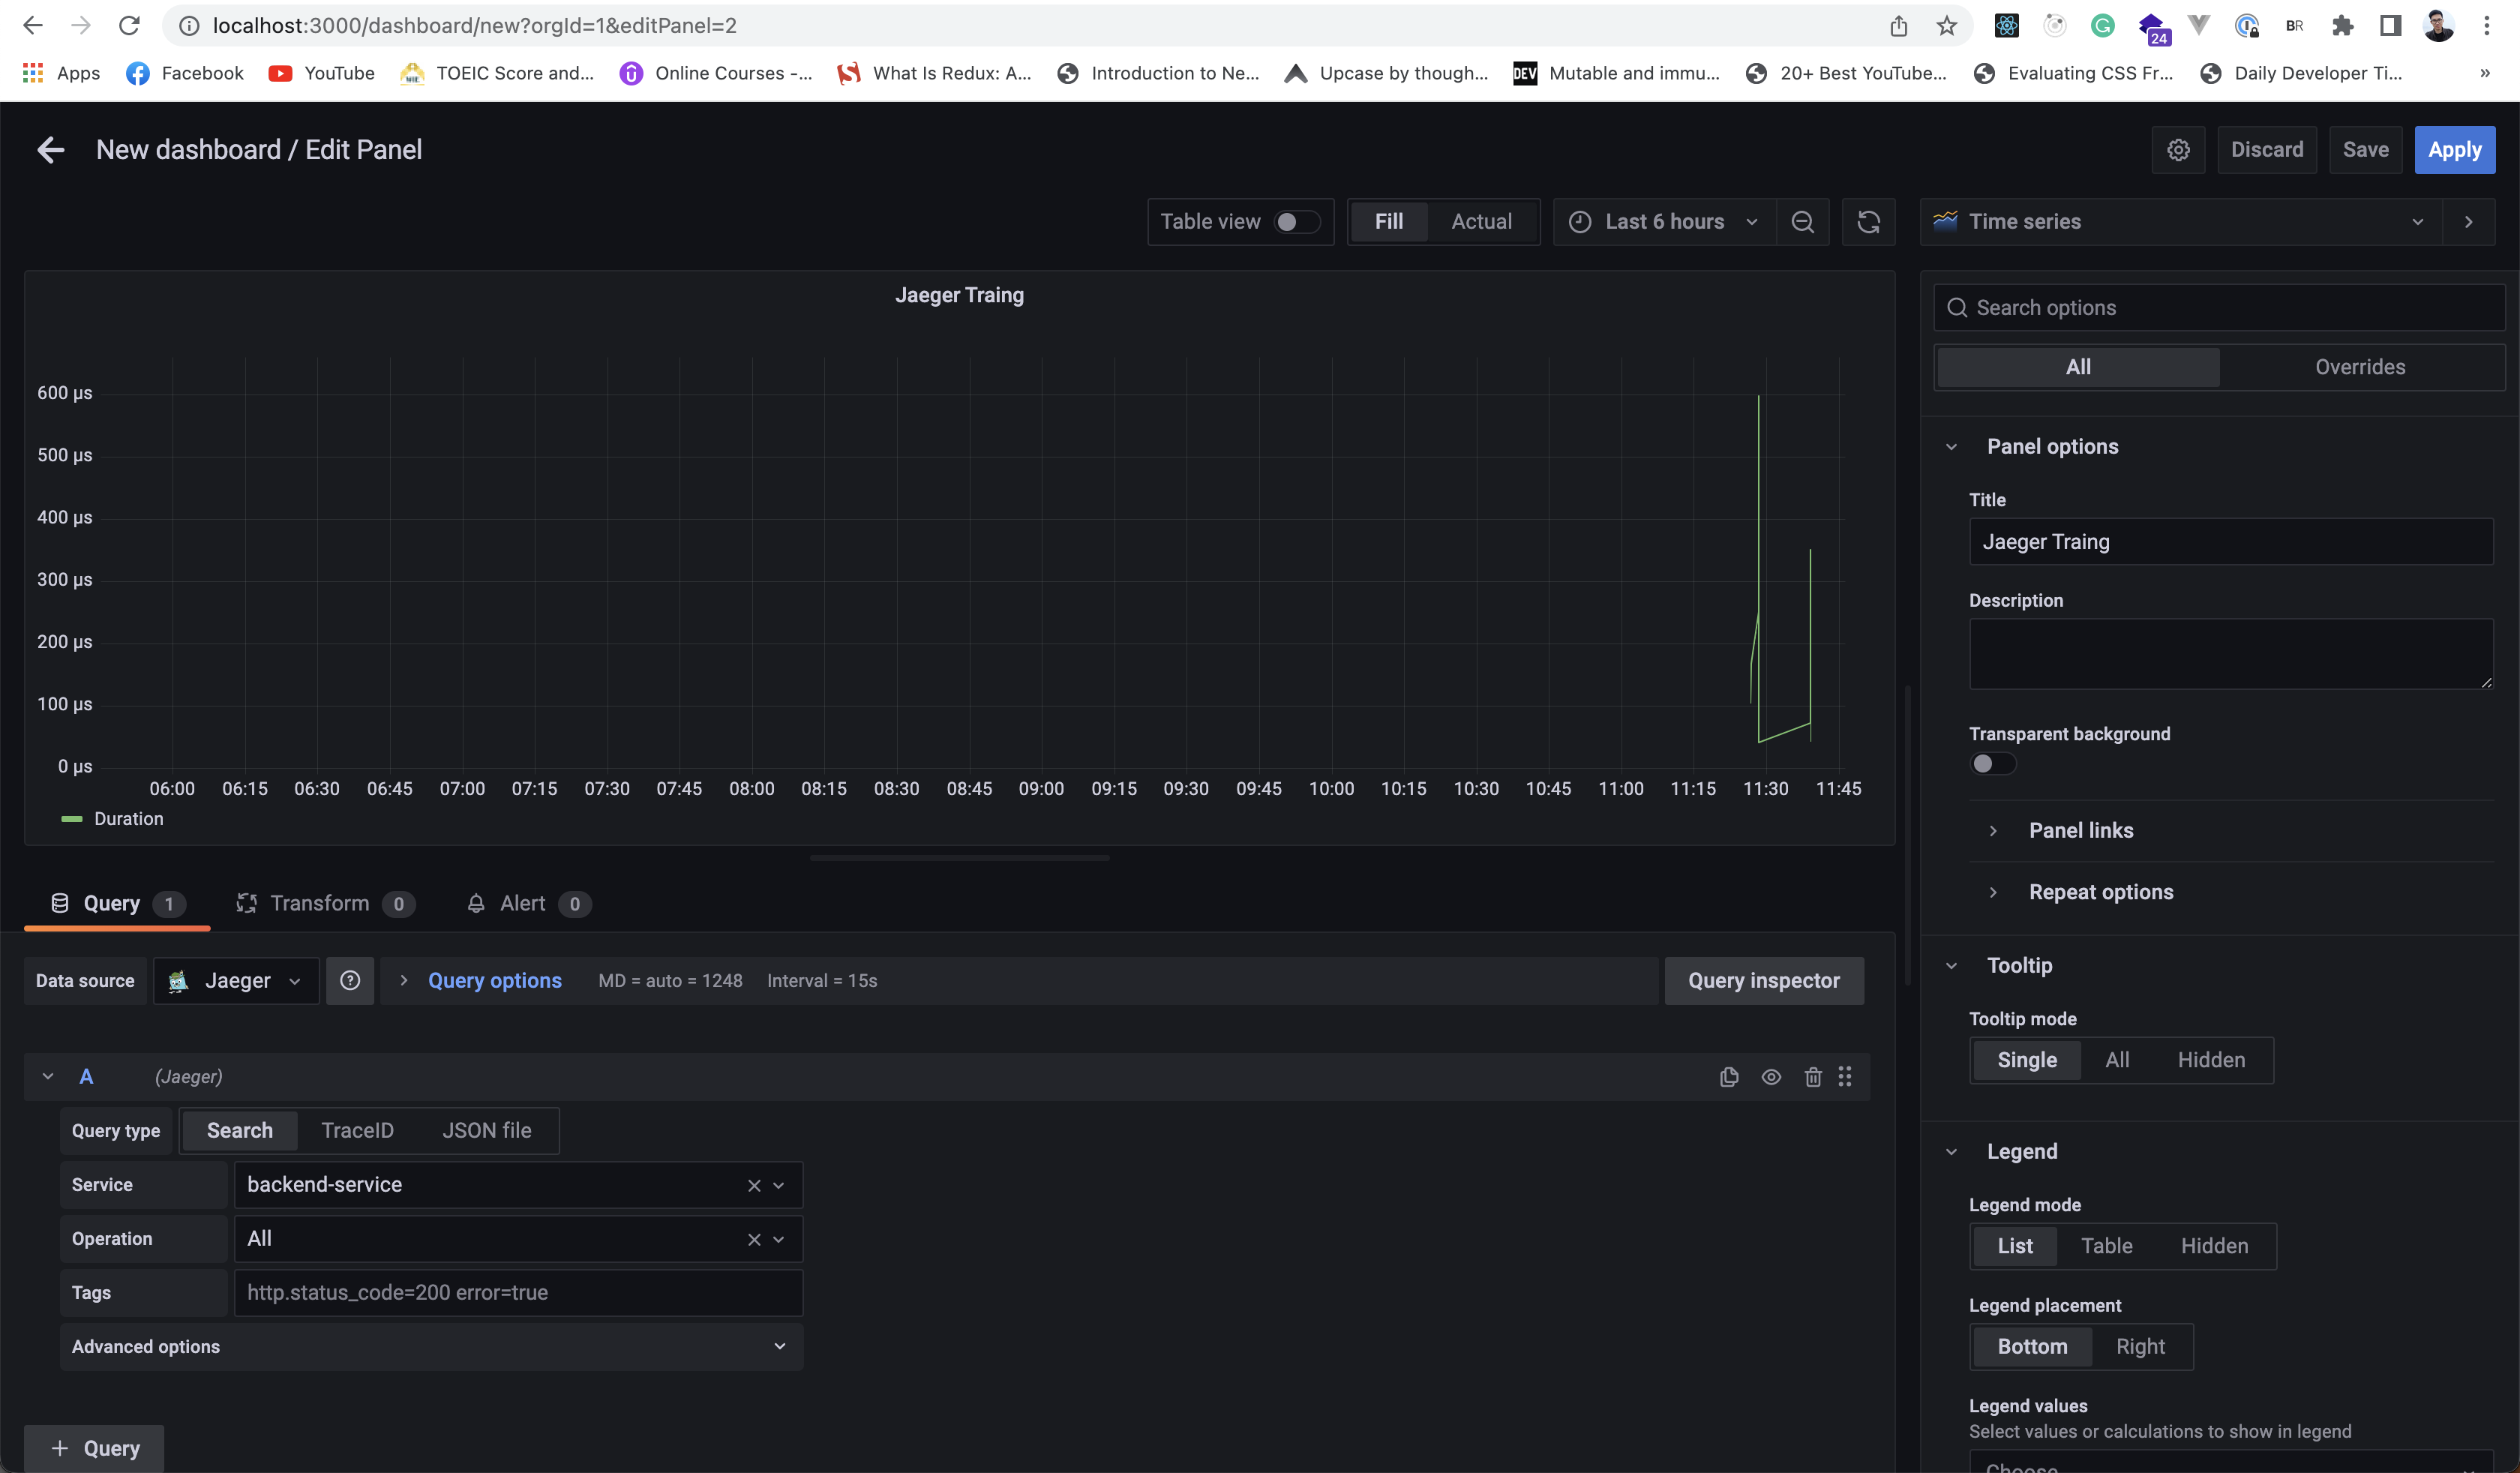 localhost:3000/dashboard/new?orgId=1&editPanel=2
24
BR
Apps Facebook YouTube TOEIC Score and... Online Courses -... What Is Redux: A... Introduction to Ne... Upcase by though... DEV Mutable and immu... 20+ Best YouTube... Evaluating CSS Fr... Daily Developer Ti... »
New dashboard / Edit Panel
Discard Save Apply
Table view Fill Actual Last 6 hours Time series
Jaeger Traing
600 µs
500 µs
400 µs
300 µs
200 µs
100 µs
0 µs
06:00 06:15 06:30 06:45 07:00 07:15 07:30 07:45 08:00 08:15 08:30 08:45 09:00 09:15 09:30 09:45 10:00 10:15 10:30 10:45 11:00 11:15 11:30 11:45
Duration
Query 1 Transform 0 Alert 0
Data source Jaeger Query options MD = auto = 1248 Interval = 15s Query inspector
A (Jaeger)
Query type Search TraceID JSON file
Service backend-service
Operation All
Tags http.status_code=200 error=true
Advanced options
+ Query
Search options
All Overrides
Panel options
Title
Jaeger Traing
Description
Transparent background
Panel links
Repeat options
Tooltip
Tooltip mode
Single All Hidden
Legend
Legend mode
List Table Hidden
Legend placement
Bottom Right
Legend values
Select values or calculations to show in legend
Choose